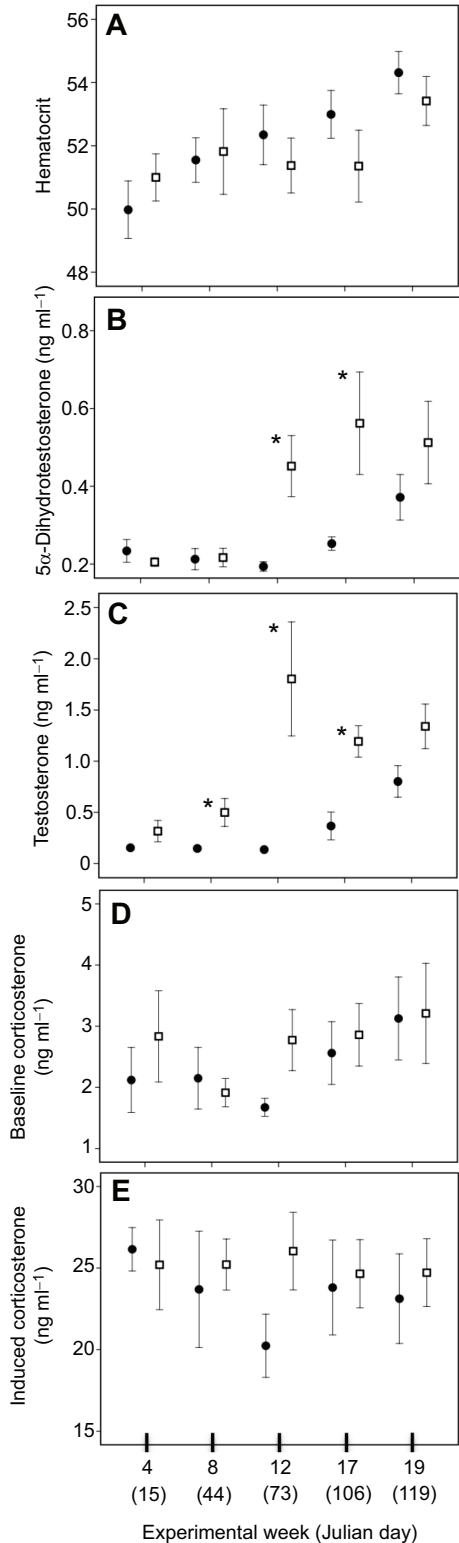 A
56
54
52
50
48
Hematocrit
B
0.8
0.6
0.4
0.2
5α-Dihydrotestosterone (ng ml−1)
*
*
C
2.5
2.0
1.5
1.0
0.5
0
Testosterone (ng ml−1)
*
*
*
D
5
4
3
2
1
Baseline corticosterone
(ng ml−1)
E
30
25
20
15
Induced corticosterone
(ng ml−1)
4 8 12 17 19
(15) (44) (73) (106) (119)
Experimental week (Julian day)